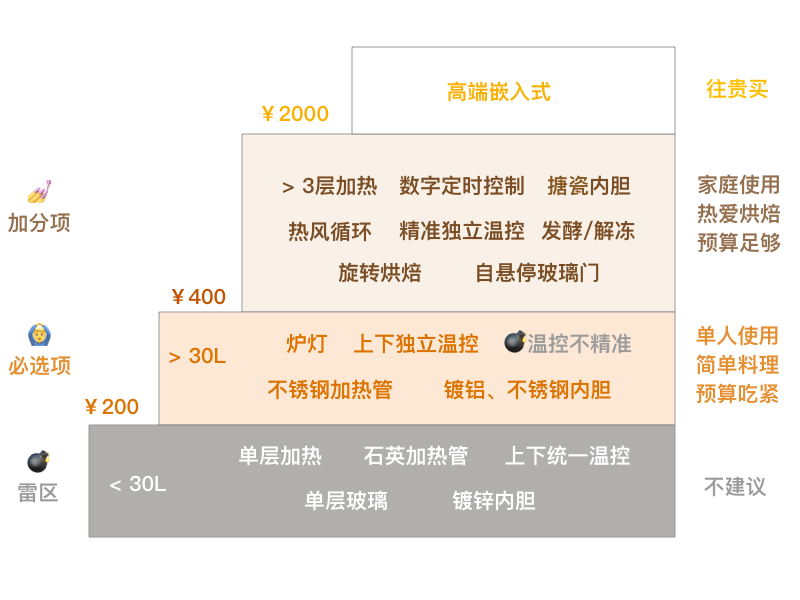 高端嵌入式
往贵买
¥2000
> 3层加热 数字定时控制 搪瓷内胆
热风循环 精准独立温控 发酵/解冻
旋转烘焙 自悬停玻璃门
加分项
家庭使用
热爱烘焙
预算足够
¥400
> 30L
炉灯 上下独立温控 温控不精准
不锈钢加热管 镀铝、不锈钢内胆
必选项
单人使用
简单料理
预算吃紧
¥200
< 30L
单层加热 石英加热管 上下统一温控
单层玻璃 镀锌内胆
雷区
不建议